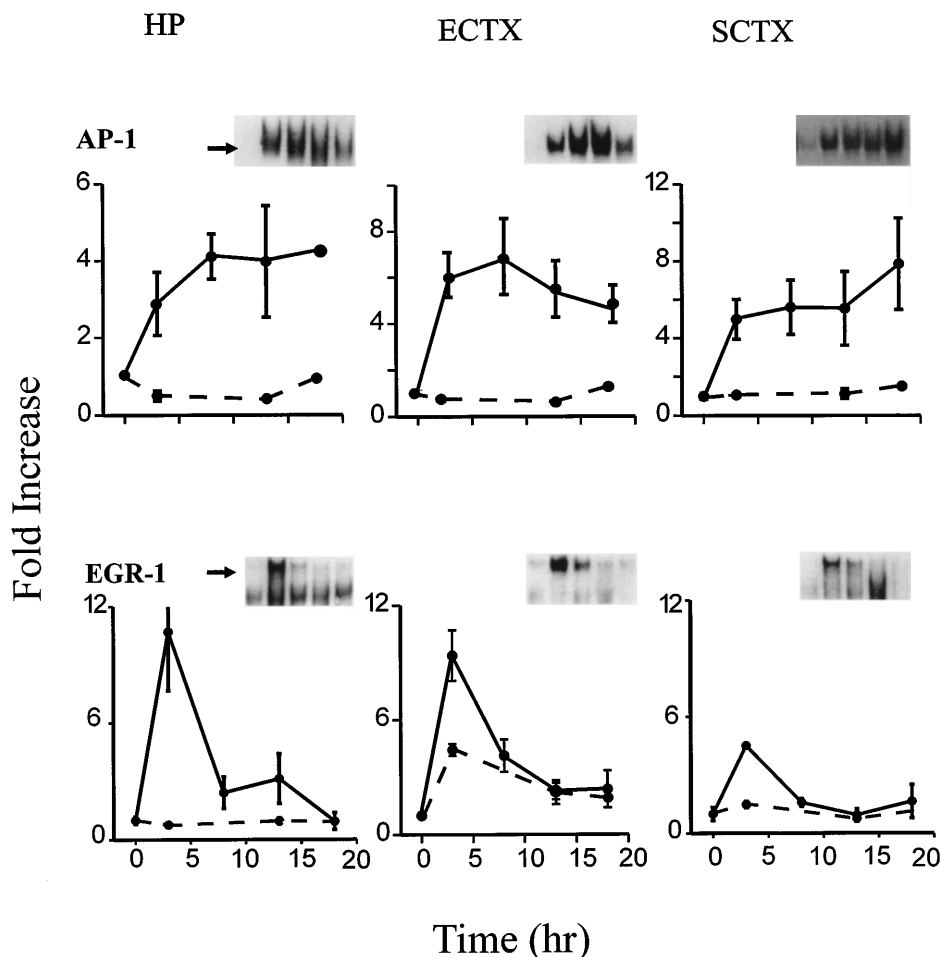 HP ECTX SCTX
AP-1
6 12
8
4 8
4
2 4
0 0 0
Fold Increase
EGR-1
12 12 12
6 6 6
0 0 0
0 5 10 15 20 0 5 10 15 20 0 5 10 15 20
Time (hr)